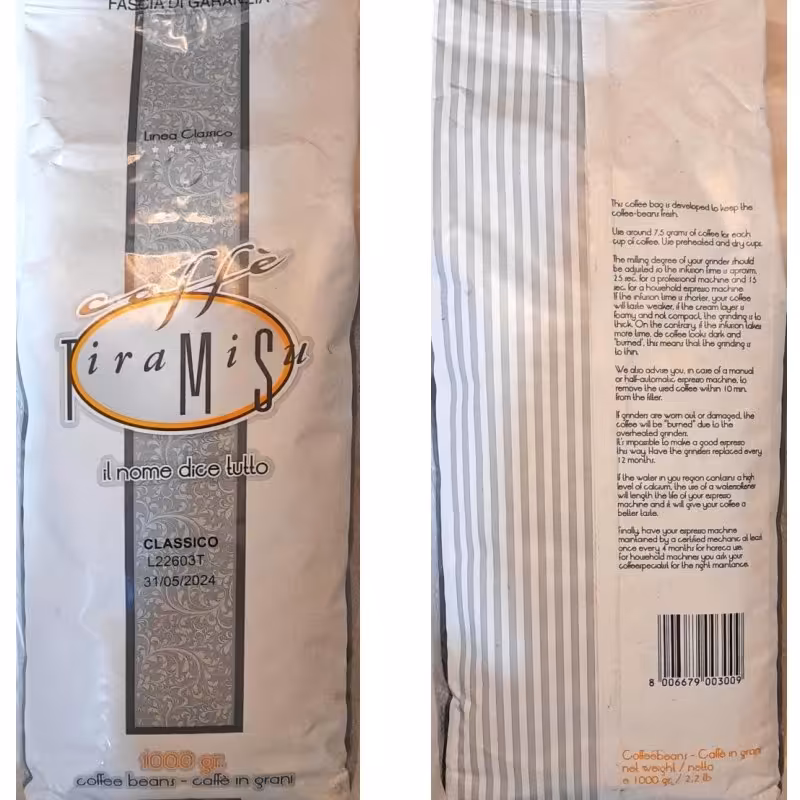 FASCIA DI GARANZIA
Linea Classico
caffè
TiraMiSu
il nome dice tutto
CLASSICO
L22603T
31/05/2024
1000 gr.
coffee beans - caffè in grani
This coffee bag is developed to keep the
coffee-beans fresh.
Use around 7.5 grams of coffee for each
cup of coffee. Use preheated and dry cups.
The milling degree of your grinder should
be adjusted so the infusion time is aproxim.
25 sec. for a professional machine and 15
sec. for a household espresso machine
If the infusion time is shorter, your coffee
will taste weaker, if the cream layer is
foamy and not compact, the grinding is to
thick. On the contrary, if the infusion takes
more time, de coffee looks dark and
"burned", this means that the grinding is
to thin.
We also advise you, in case of a manual
or half-automatic espresso machine, to
remove the used coffee within 10 min.
from the filter.
If grinders are worn out or damaged, the
coffee will be "burned" due to the
overheated grinders.
It's impossible to make a good espresso
this way. Have the grinders replaced every
12 months.
If the water in you region contains a high
level of calcium, the use of a watersoftener
will length the life of your espresso
machine and it will give your coffee a
better taste.
Finally, have your espresso machine
maintained by a certified mechanic at least
once every 4 months for horeca use.
For household machines you ask your
coffeespecialist for the right maintance.
8 006679 003009
Coffeebeans - Caffè in grani
net weight / netto
e 1000 gr. / 2.2 lb